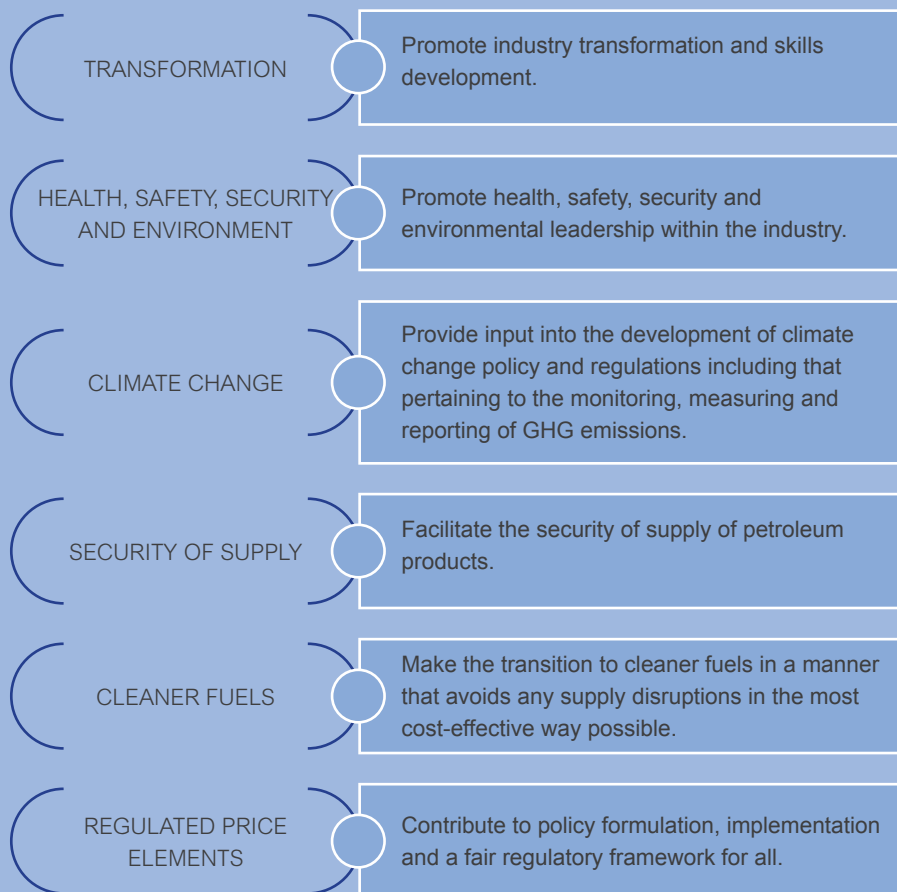 TRANSFORMATION
Promote industry transformation and skills
development.
HEALTH, SAFETY, SECURITY
AND ENVIRONMENT
Promote health, safety, security and
environmental leadership within the industry.
CLIMATE CHANGE
Provide input into the development of climate
change policy and regulations including that
pertaining to the monitoring, measuring and
reporting of GHG emissions.
SECURITY OF SUPPLY
Facilitate the security of supply of petroleum
products.
CLEANER FUELS
Make the transition to cleaner fuels in a manner
that avoids any supply disruptions in the most
cost-effective way possible.
REGULATED PRICE
ELEMENTS
Contribute to policy formulation, implementation
and a fair regulatory framework for all.